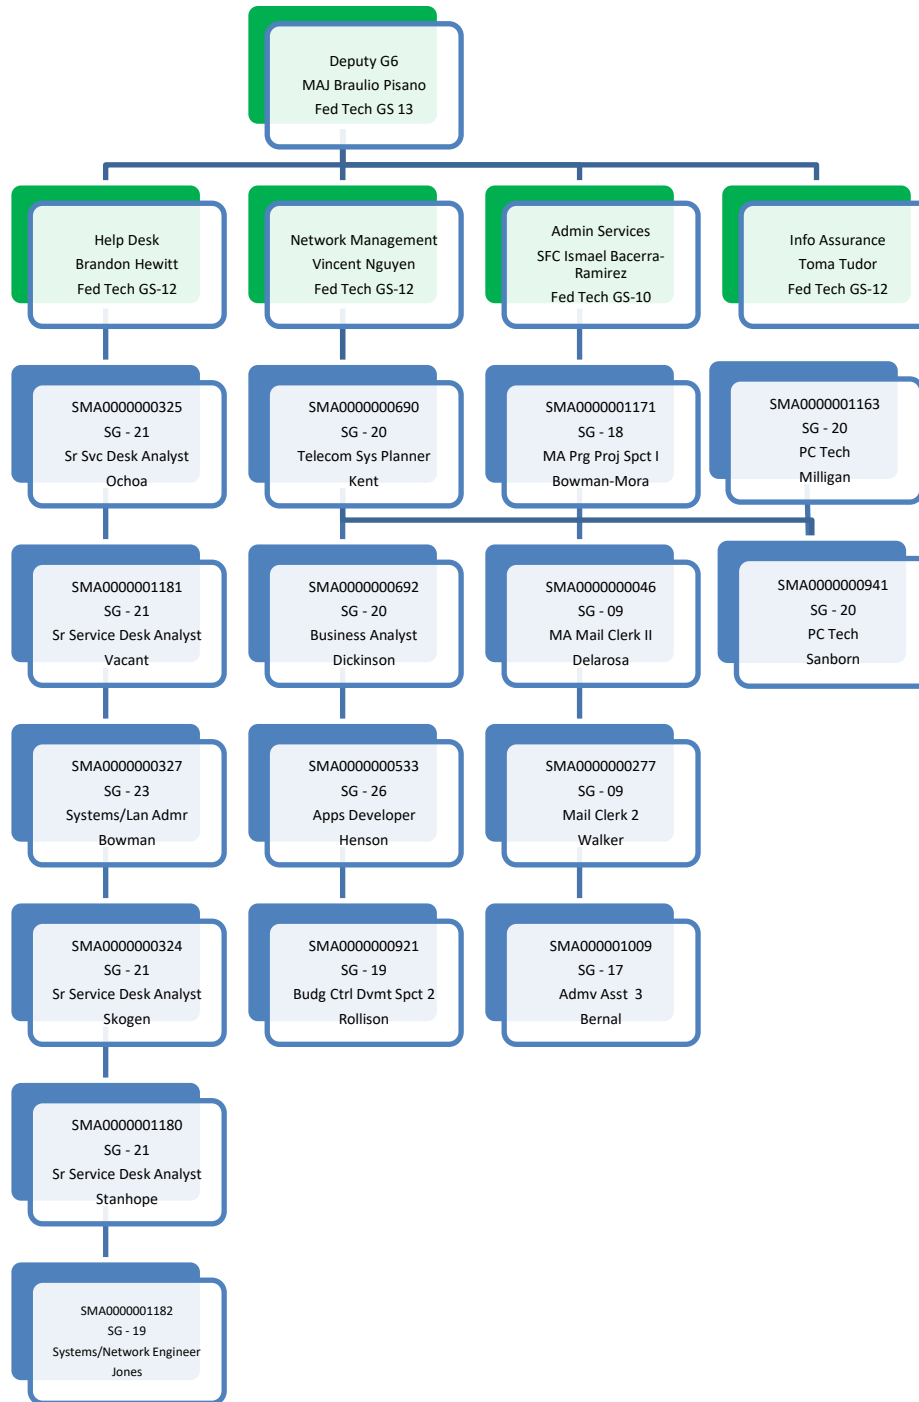 Deputy G6
MAJ Braulio Pisano
Fed Tech GS 13
Help Desk
Brandon Hewitt
Fed Tech GS-12
Network Management
Vincent Nguyen
Fed Tech GS-12
Admin Services
SFC Ismael Bacerra-
Ramirez
Fed Tech GS-10
Info Assurance
Toma Tudor
Fed Tech GS-12
SMA0000000325
SG - 21
Sr Svc Desk Analyst
Ochoa
SMA0000000690
SG - 20
Telecom Sys Planner
Kent
SMA0000001171
SG - 18
MA Prg Proj Spct I
Bowman-Mora
SMA0000001163
SG - 20
PC Tech
Milligan
SMA0000001181
SG - 21
Sr Service Desk Analyst
Vacant
SMA0000000692
SG - 20
Business Analyst
Dickinson
SMA0000000046
SG - 09
MA Mail Clerk II
Delarosa
SMA0000000941
SG - 20
PC Tech
Sanborn
SMA0000000327
SG - 23
Systems/Lan Admr
Bowman
SMA0000000533
SG - 26
Apps Developer
Henson
SMA0000000277
SG - 09
Mail Clerk 2
Walker
SMA0000000324
SG - 21
Sr Service Desk Analyst
Skogen
SMA0000000921
SG - 19
Budg Ctrl Dvmt Spct 2
Rollison
SMA000001009
SG - 17
Admv Asst 3
Bernal
SMA0000001180
SG - 21
Sr Service Desk Analyst
Stanhope
SMA0000001182
SG - 19
Systems/Network Engineer
Jones